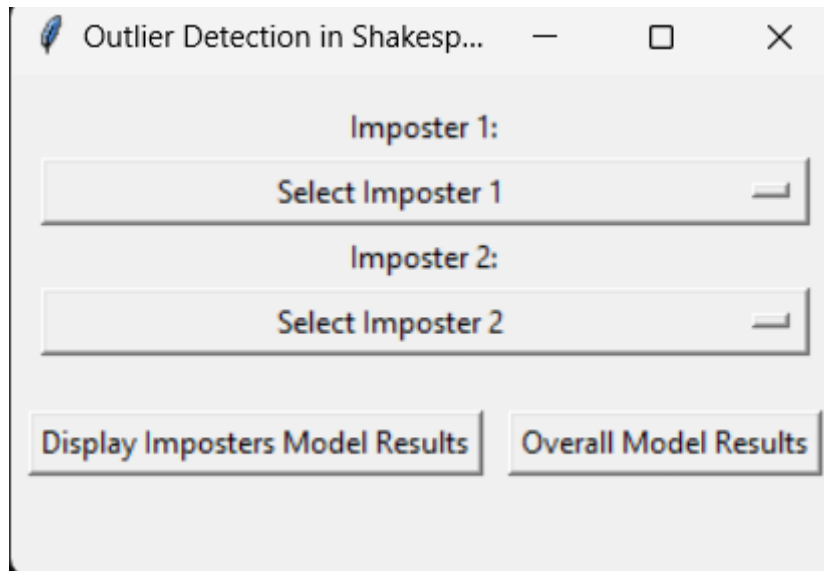 Outlier Detection in Shakesp...
Imposter 1:
Select Imposter 1
Imposter 2:
Select Imposter 2
Display Imposters Model Results Overall Model Results